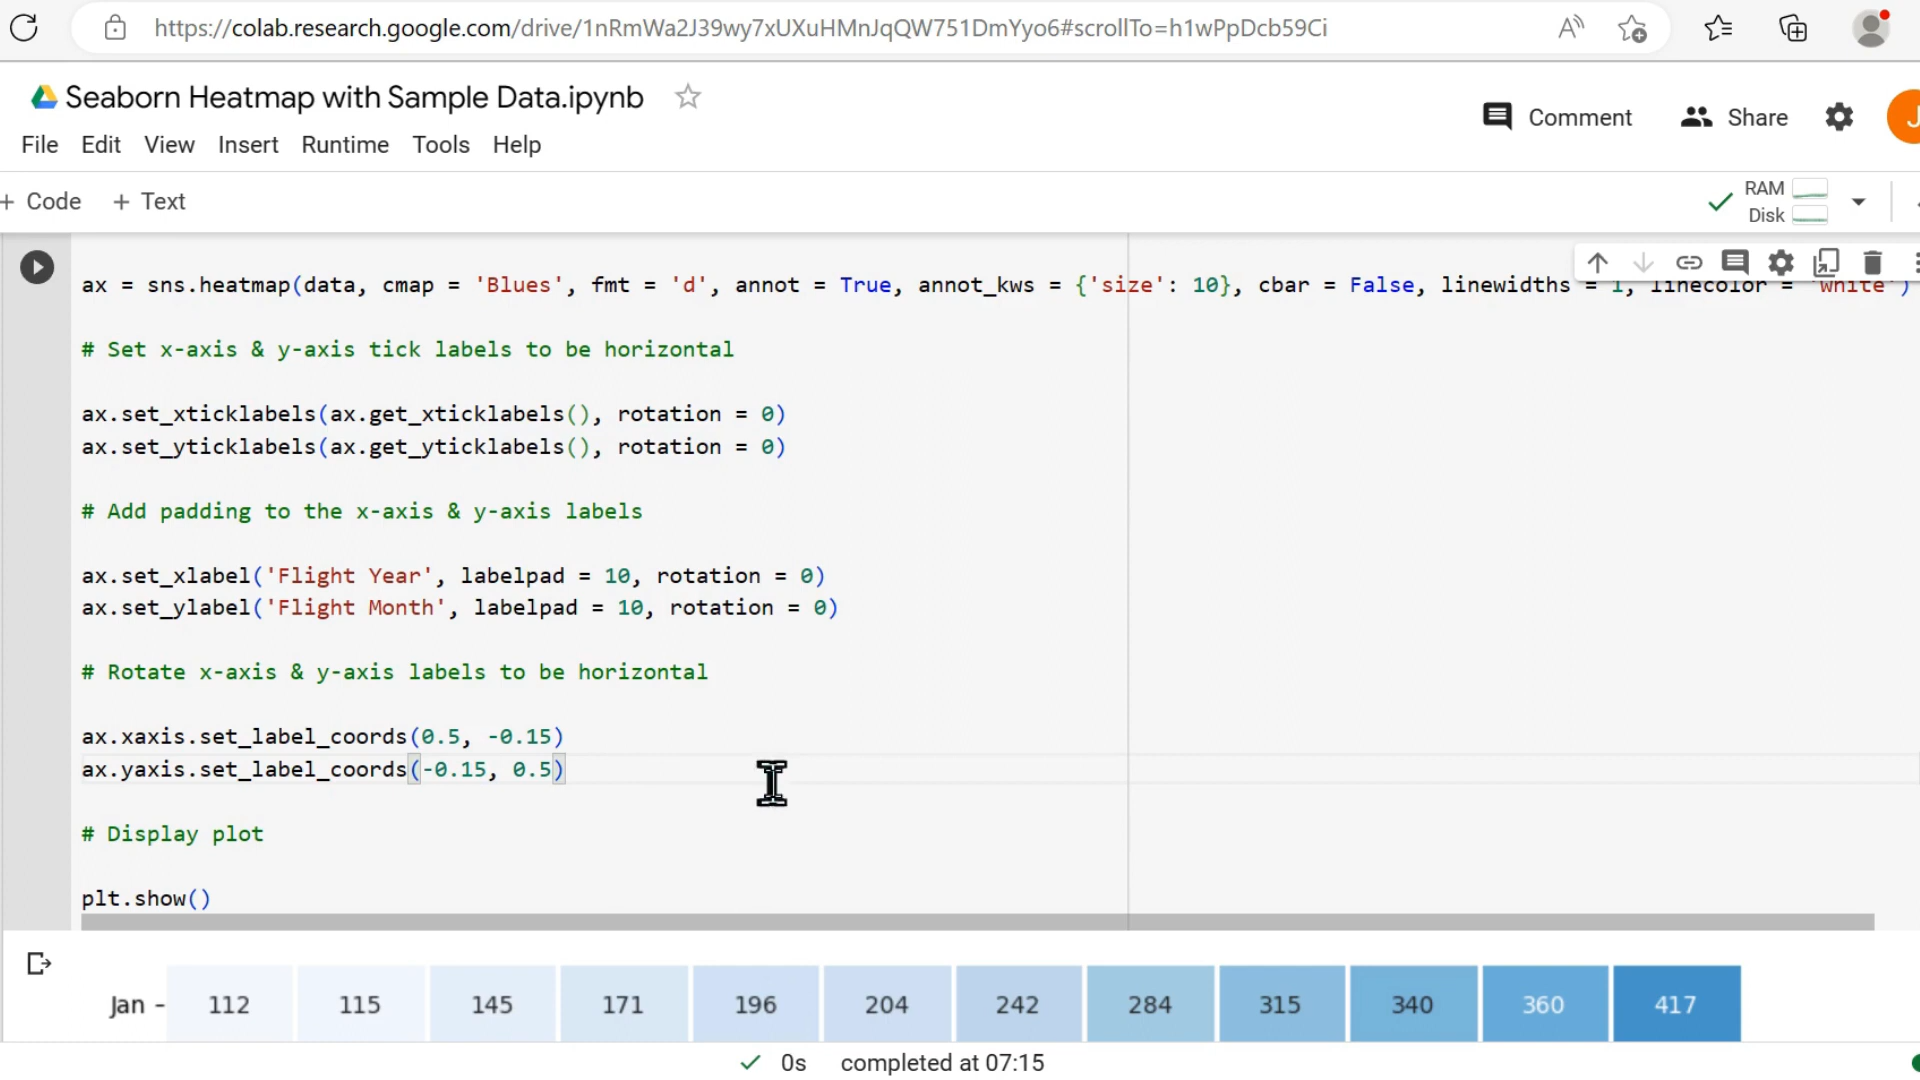 https://colab.research.google.com/drive/1nRmWa2J39wy7xUXuHMnJqQW751DmYyo6#scrollTo=h1wPpDcb59Ci
Seaborn Heatmap with Sample Data.ipynb
Comment Share J
File Edit View Insert Runtime Tools Help
+ Code + Text
RAM
Disk
ax = sns.heatmap(data, cmap = 'Blues', fmt = 'd', annot = True, annot_kws = {'size': 10}, cbar = False, linewidths = 1, linecolor = 'white')
# Set x-axis & y-axis tick labels to be horizontal
ax.set_xticklabels(ax.get_xticklabels(), rotation = 0)
ax.set_yticklabels(ax.get_yticklabels(), rotation = 0)
# Add padding to the x-axis & y-axis labels
ax.set_xlabel('Flight Year', labelpad = 10, rotation = 0)
ax.set_ylabel('Flight Month', labelpad = 10, rotation = 0)
# Rotate x-axis & y-axis labels to be horizontal
ax.xaxis.set_label_coords(0.5, -0.15)
ax.yaxis.set_label_coords(-0.15, 0.5)
# Display plot
plt.show()
Jan - 112 115 145 171 196 204 242 284 315 340 360 417
0s completed at 07:15